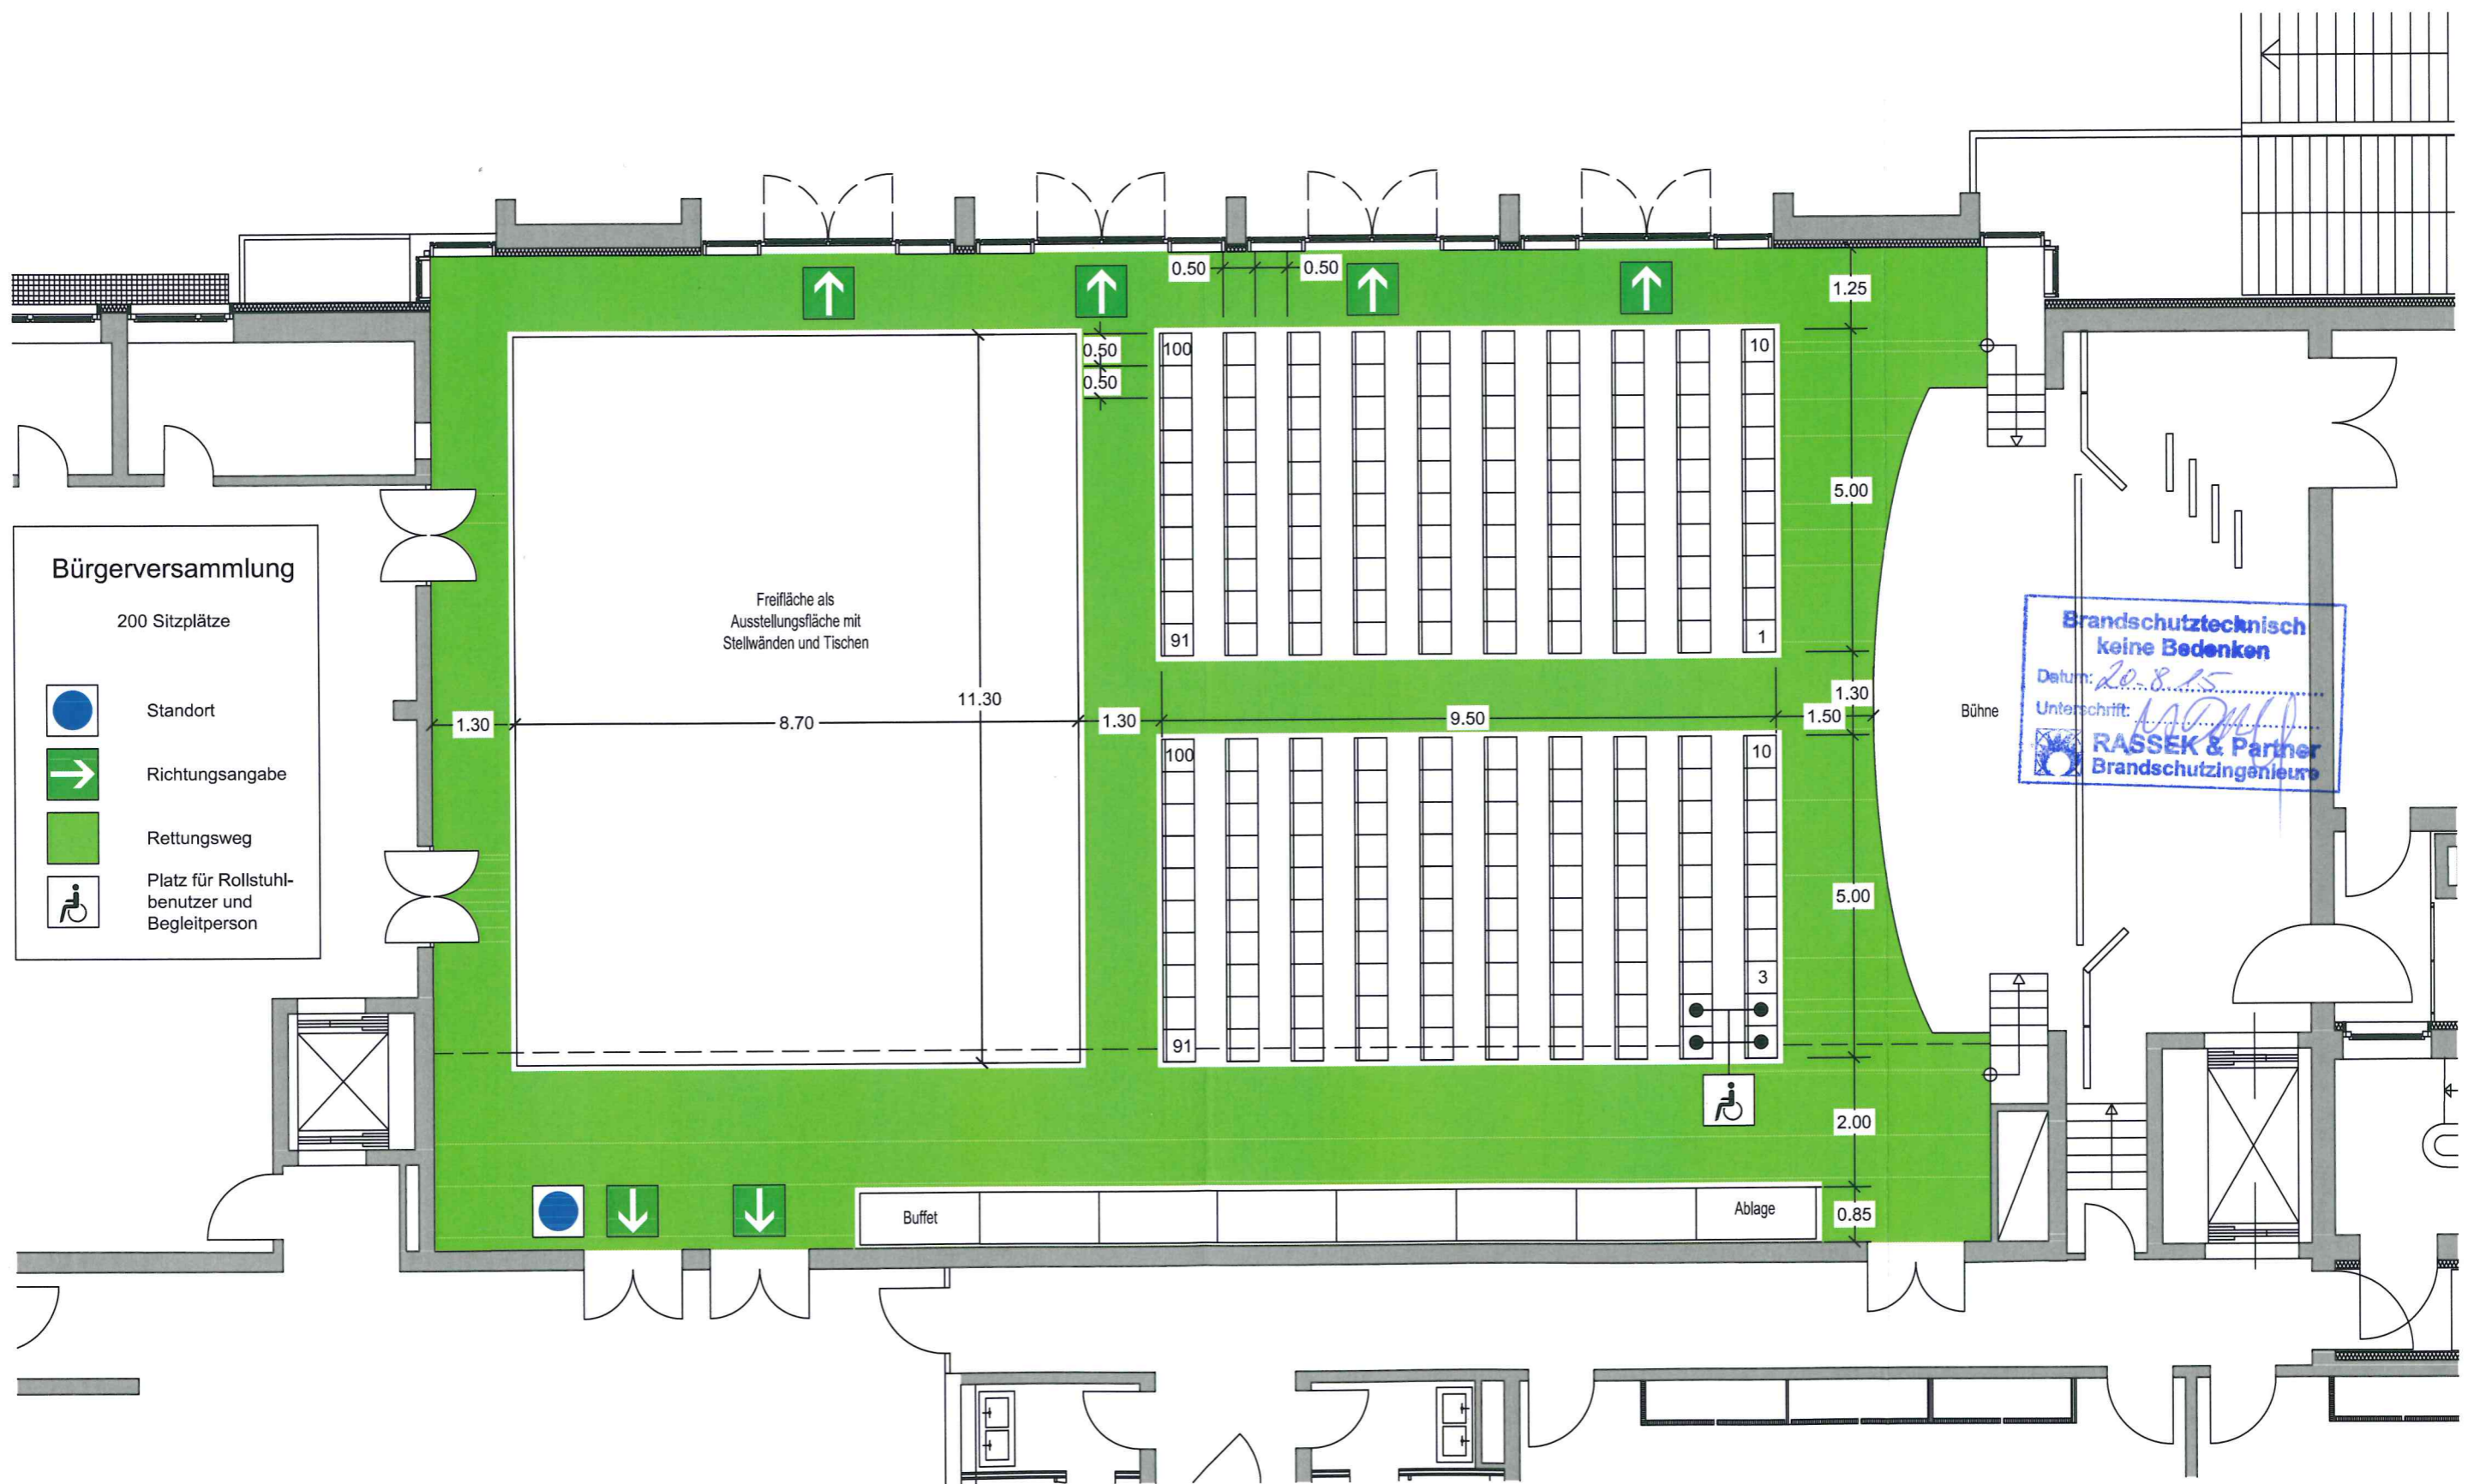 0.50
0.50
1.25
0.50
0.50
100
10
5.00
91
1
Bürgerversammlung
200 Sitzplätze
Standort
Richtungsangabe
Rettungsweg
Platz für Rollstuhl-
benutzer und
Begleitperson
Freifläche als
Ausstellungsfläche mit
Stellwänden und Tischen
11.30
1.30
8.70
1.30
9.50
1.30
1.50
Bühne
Brandschutztechnisch
keine Bedenken
Datum: 20.8.15
Unterschrift:
RASSEK & Partner
Brandschutzingenieure
100
10
5.00
3
91
2.00
Buffet
Ablage
0.85